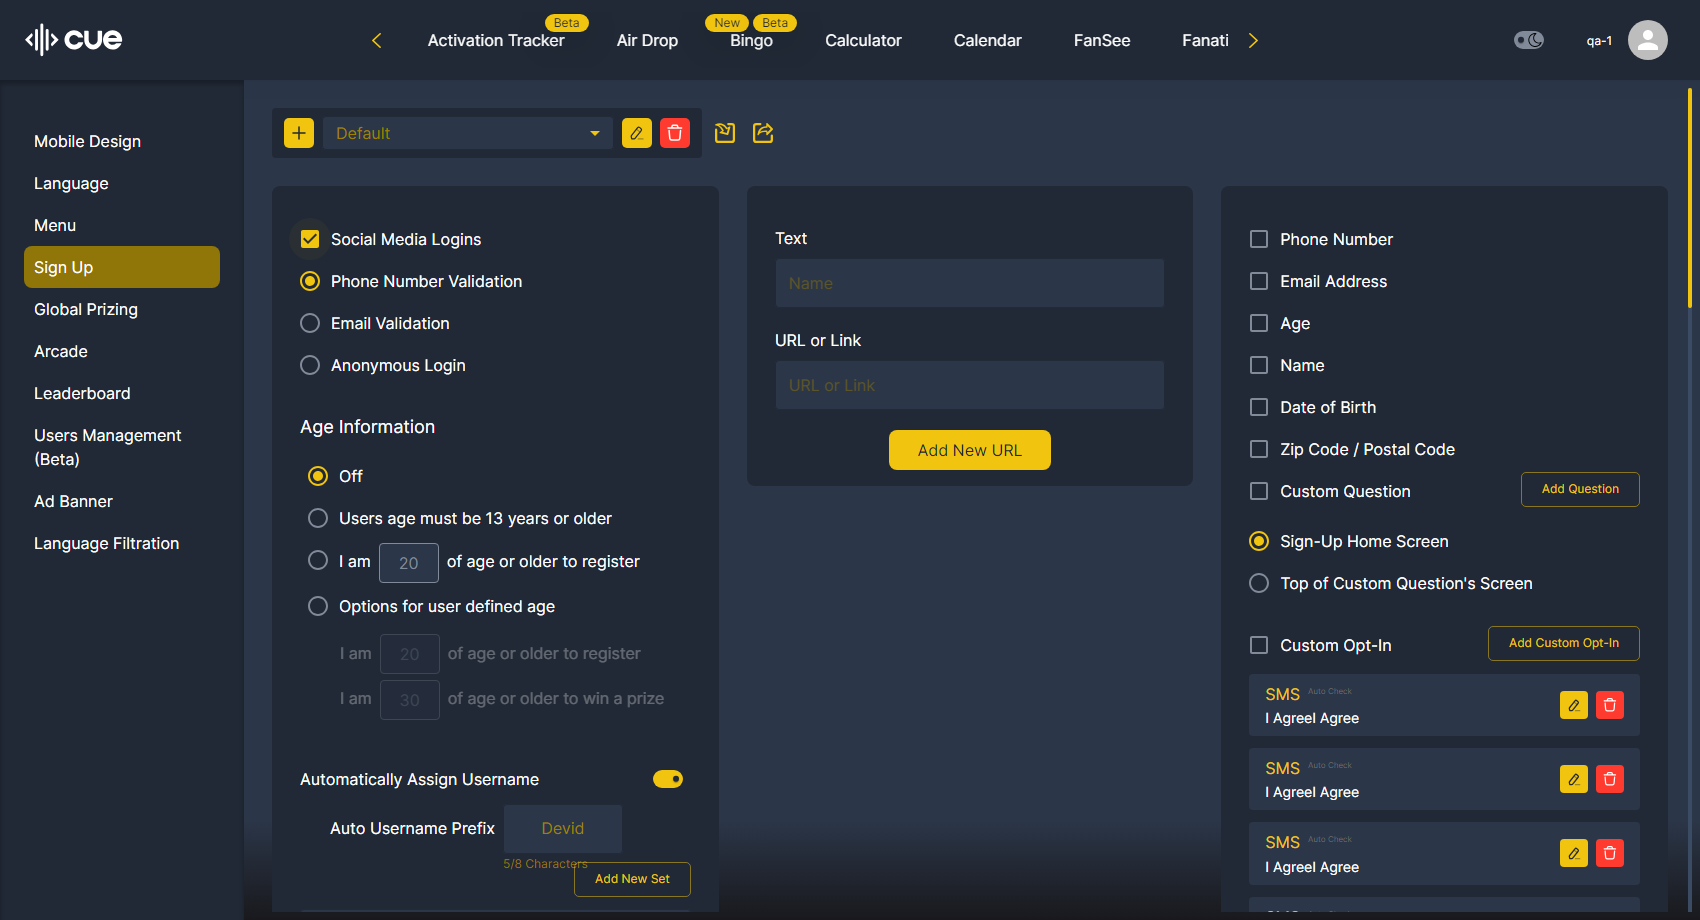 cue
Activation Tracker
Beta
Air Drop
New
Beta
Bingo
Calculator
Calendar
FanSee
Fanati
qa-1
Mobile Design
Language
Menu
Sign Up
Global Prizing
Arcade
Leaderboard
Users Management
(Beta)
Ad Banner
Language Filtration
Default
Social Media Logins
Phone Number Validation
Email Validation
Anonymous Login
Age Information
Off
Users age must be 13 years or older
I am 20 of age or older to register
Options for user defined age
I am 20 of age or older to register
I am 30 of age or older to win a prize
Automatically Assign Username
Auto Username Prefix Devid
5/8 Characters
Add New Set
Text
Name
URL or Link
URL or Link
Add New URL
Phone Number
Email Address
Age
Name
Date of Birth
Zip Code / Postal Code
Custom Question Add Question
Sign-Up Home Screen
Top of Custom Question's Screen
Custom Opt-In Add Custom Opt-In
SMS Auto Check
I AgreeI Agree
SMS Auto Check
I AgreeI Agree
SMS Auto Check
I AgreeI Agree